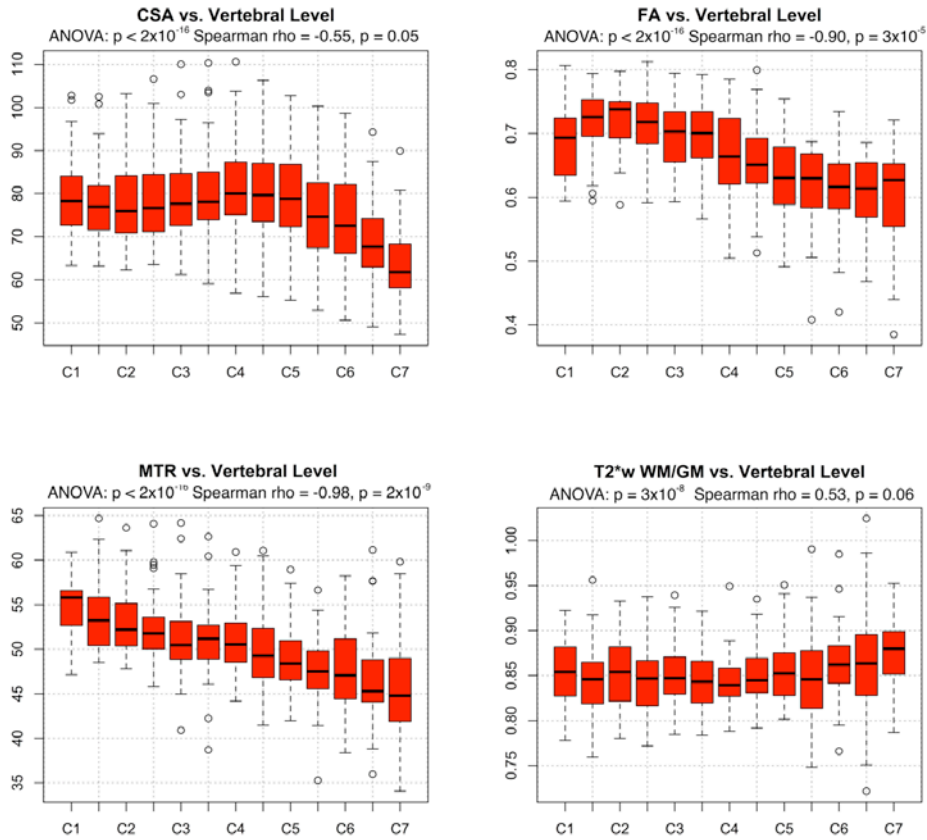 CSA vs. Vertebral Level
ANOVA: p < 2x10⁻¹⁶ Spearman rho = -0.55, p = 0.05
110
100
90
80
70
60
50
C1 C2 C3 C4 C5 C6 C7
FA vs. Vertebral Level
ANOVA: p < 2x10⁻¹⁶ Spearman rho = -0.90, p = 3x10⁻⁵
0.8
0.7
0.6
0.5
0.4
C1 C2 C3 C4 C5 C6 C7
MTR vs. Vertebral Level
ANOVA: p < 2x10⁻¹⁶ Spearman rho = -0.98, p = 2x10⁻⁹
65
60
55
50
45
40
35
C1 C2 C3 C4 C5 C6 C7
T2*w WM/GM vs. Vertebral Level
ANOVA: p = 3x10⁻⁸ Spearman rho = 0.53, p = 0.06
1.00
0.95
0.90
0.85
0.80
0.75
C1 C2 C3 C4 C5 C6 C7